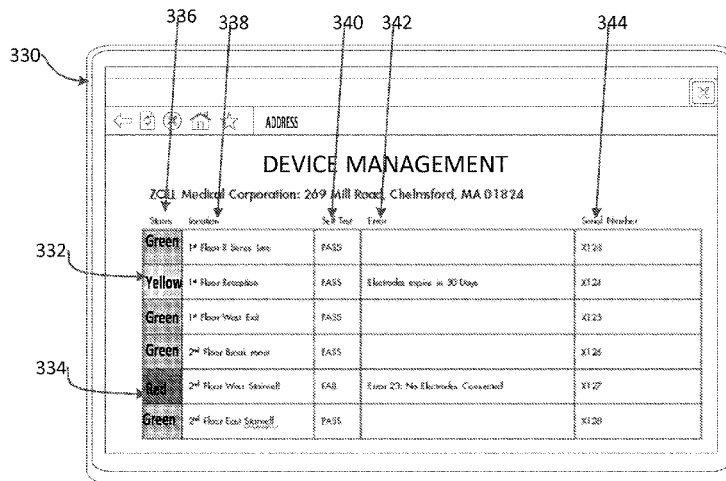 336 338 340 342 344
330
ADDRESS
DEVICE MANAGEMENT
ZOLL Medical Corporation: 269 Mill Road, Chelmsford, MA 01824
Status Location Self Test Error Serial Number
Green 1st Floor PASS X123
332
Yellow 1st Floor Reception PASS Electrodes expire in 30 Days X124
Green 1st Floor West Exit PASS X125
Green 2nd Floor Break room PASS X126
334
Red 2nd Floor West Stairwell FAIL Error 23: No Electrodes Connected X127
Green 2nd Floor East Stairwell PASS X128